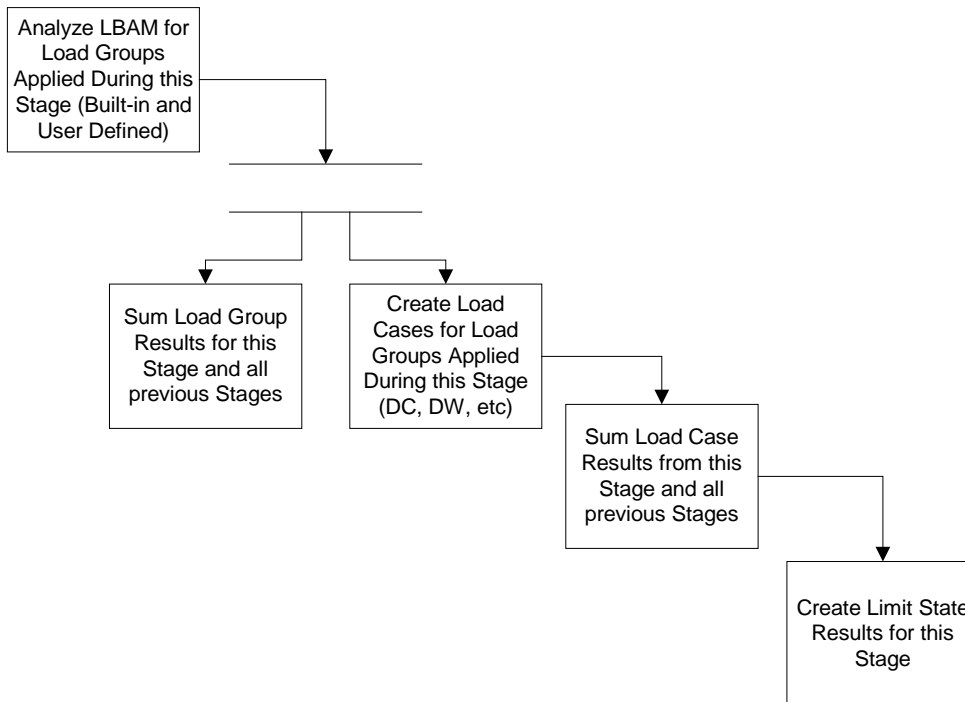 Analyze LBAM for
Load Groups
Applied During this
Stage (Built-in and
User Defined)
Sum Load Group
Results for this
Stage and all
previous Stages
Create Load
Cases for Load
Groups Applied
During this Stage
(DC, DW, etc)
Sum Load Case
Results from this
Stage and all
previous Stages
Create Limit State
Results for this
Stage